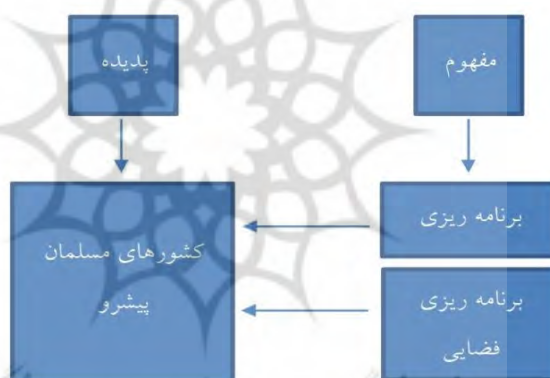 مفهوم
پدیده
برنامه ریزی
کشورهای مسلمان
پیشرو
برنامه ریزی
فضایی